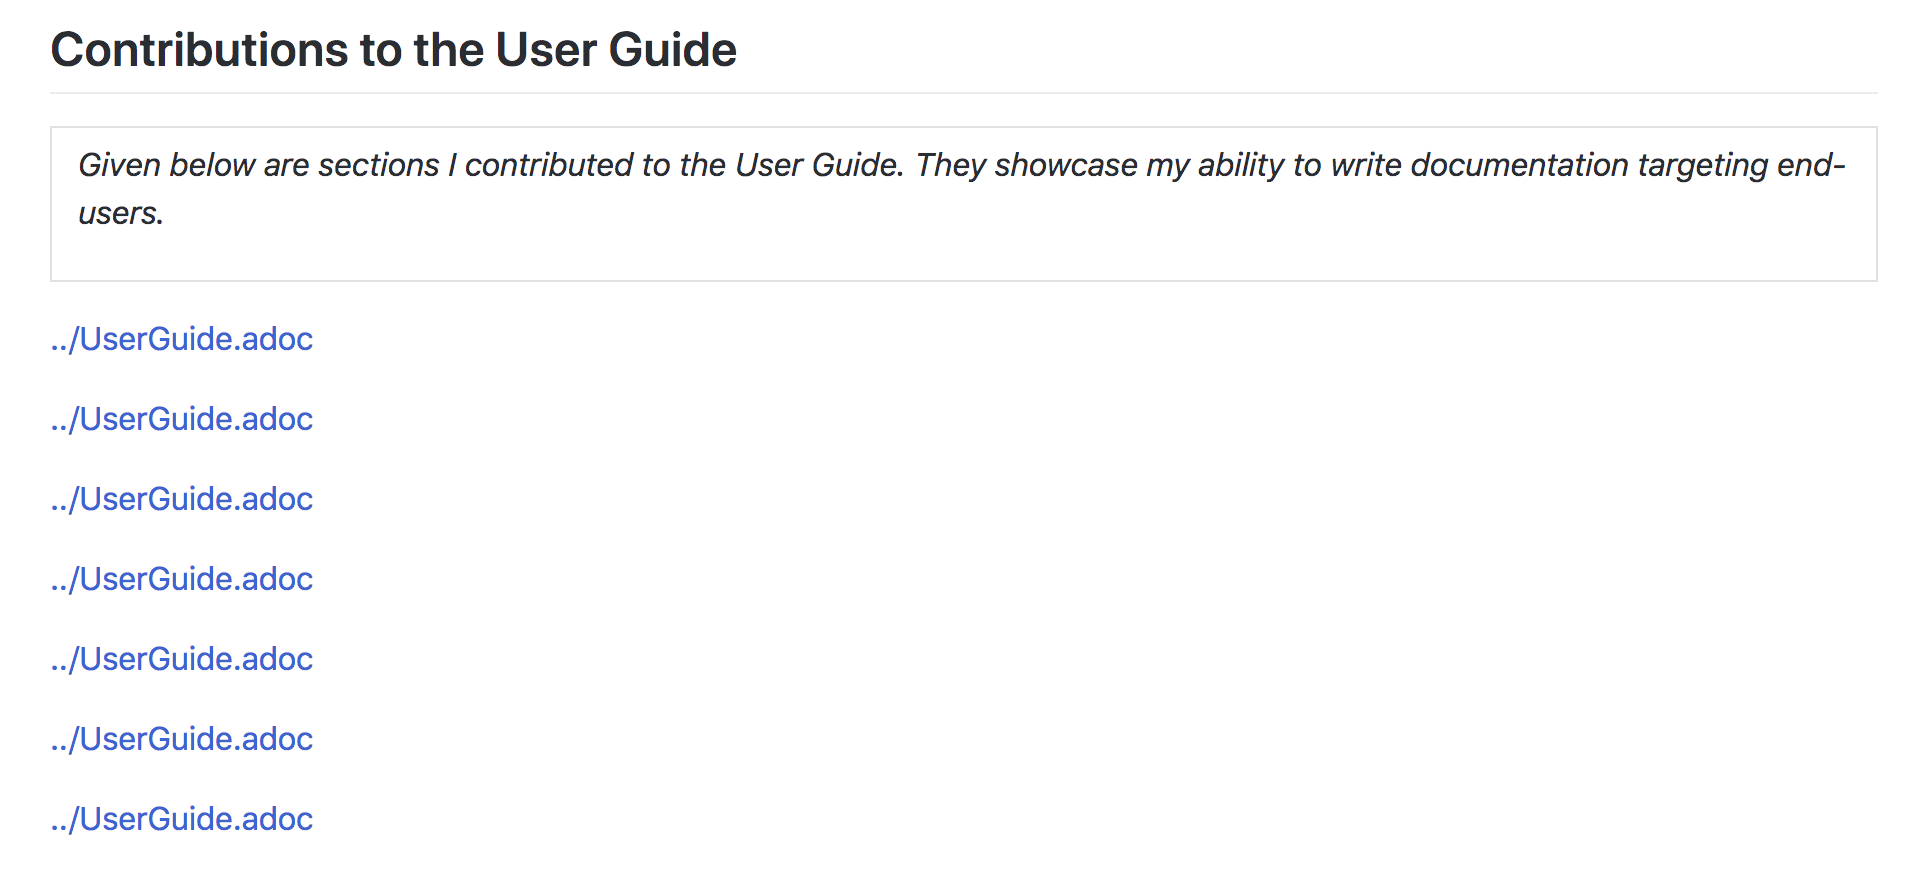 Contributions to the User Guide
Given below are sections I contributed to the User Guide. They showcase my ability to write documentation targeting end-
users.
../UserGuide.adoc
../UserGuide.adoc
../UserGuide.adoc
../UserGuide.adoc
../UserGuide.adoc
../UserGuide.adoc
../UserGuide.adoc